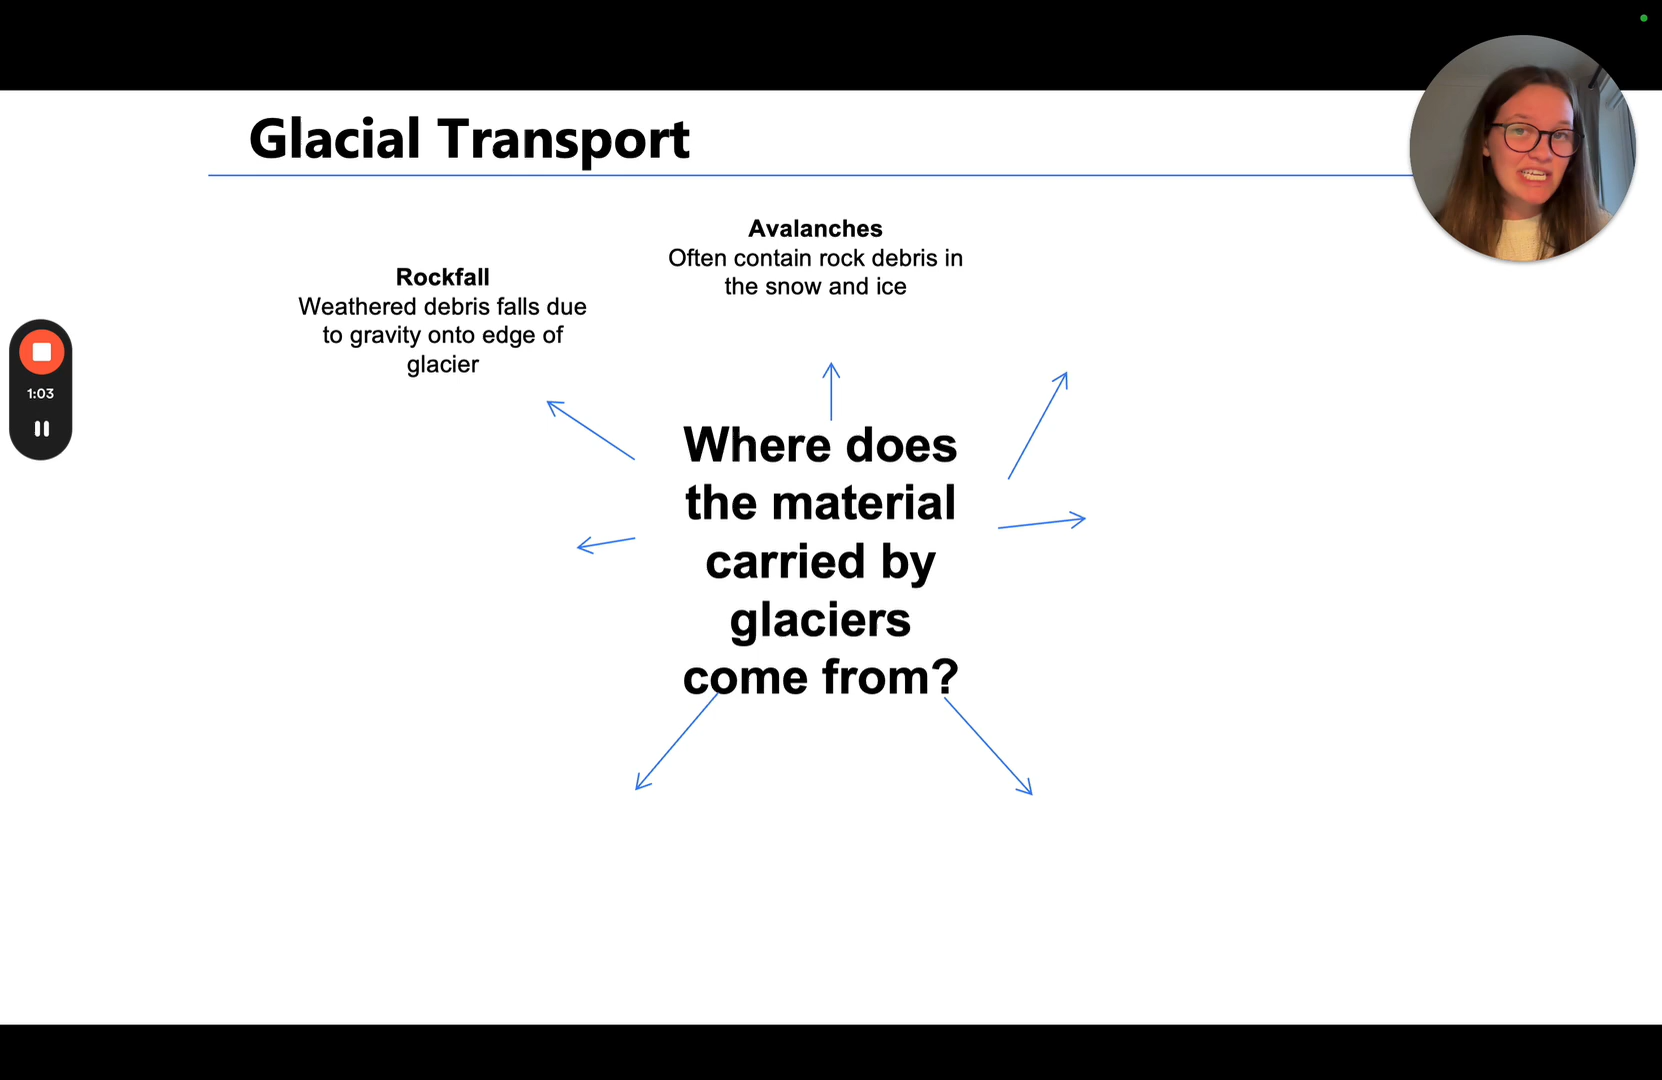 Glacial Transport
Avalanches
Often contain rock debris in
the snow and ice
Rockfall
Weathered debris falls due
to gravity onto edge of
glacier
1:03
Where does
the material
carried by
glaciers
come from?